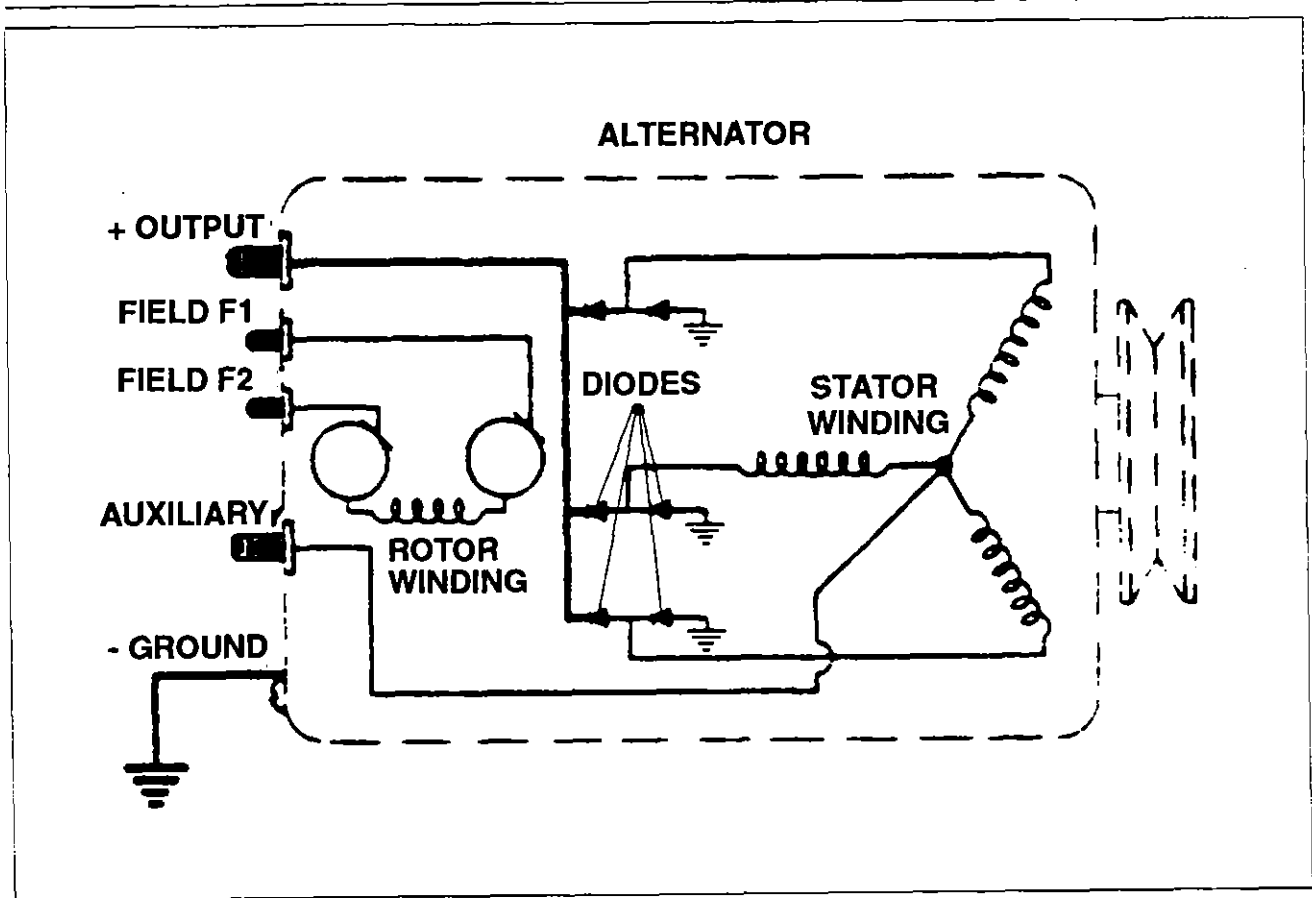 ALTERNATOR
+ OUTPUT
FIELD F1
FIELD F2
DIODES
STATOR
WINDING
AUXILIARY
ROTOR
WINDING
- GROUND